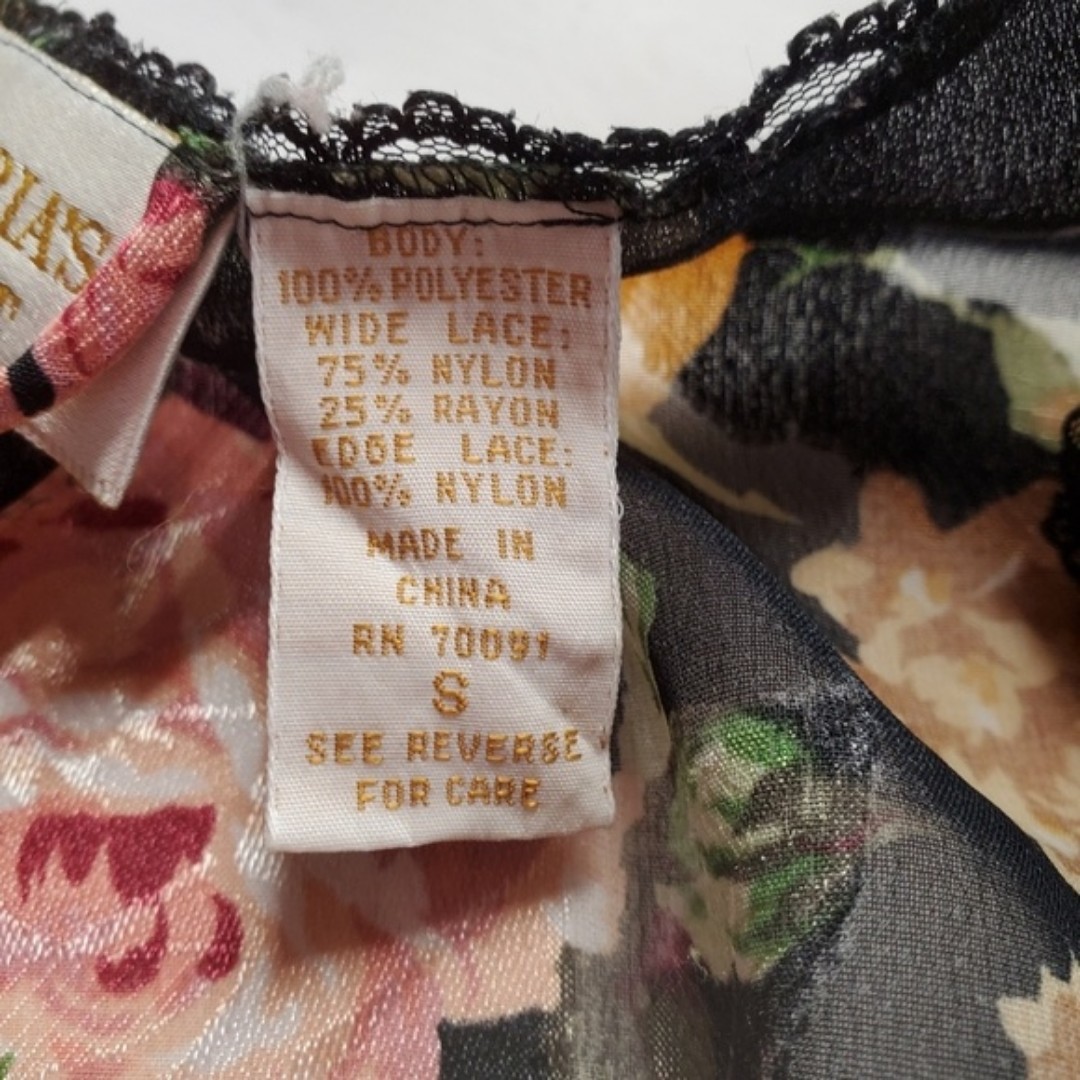 RIA'S
BODY:
100% POLYESTER
WIDE LACE:
75% NYLON
25% RAYON
EDGE LACE:
100% NYLON
MADE IN
CHINA
RN 70091
S
SEE REVERSE
FOR CARE